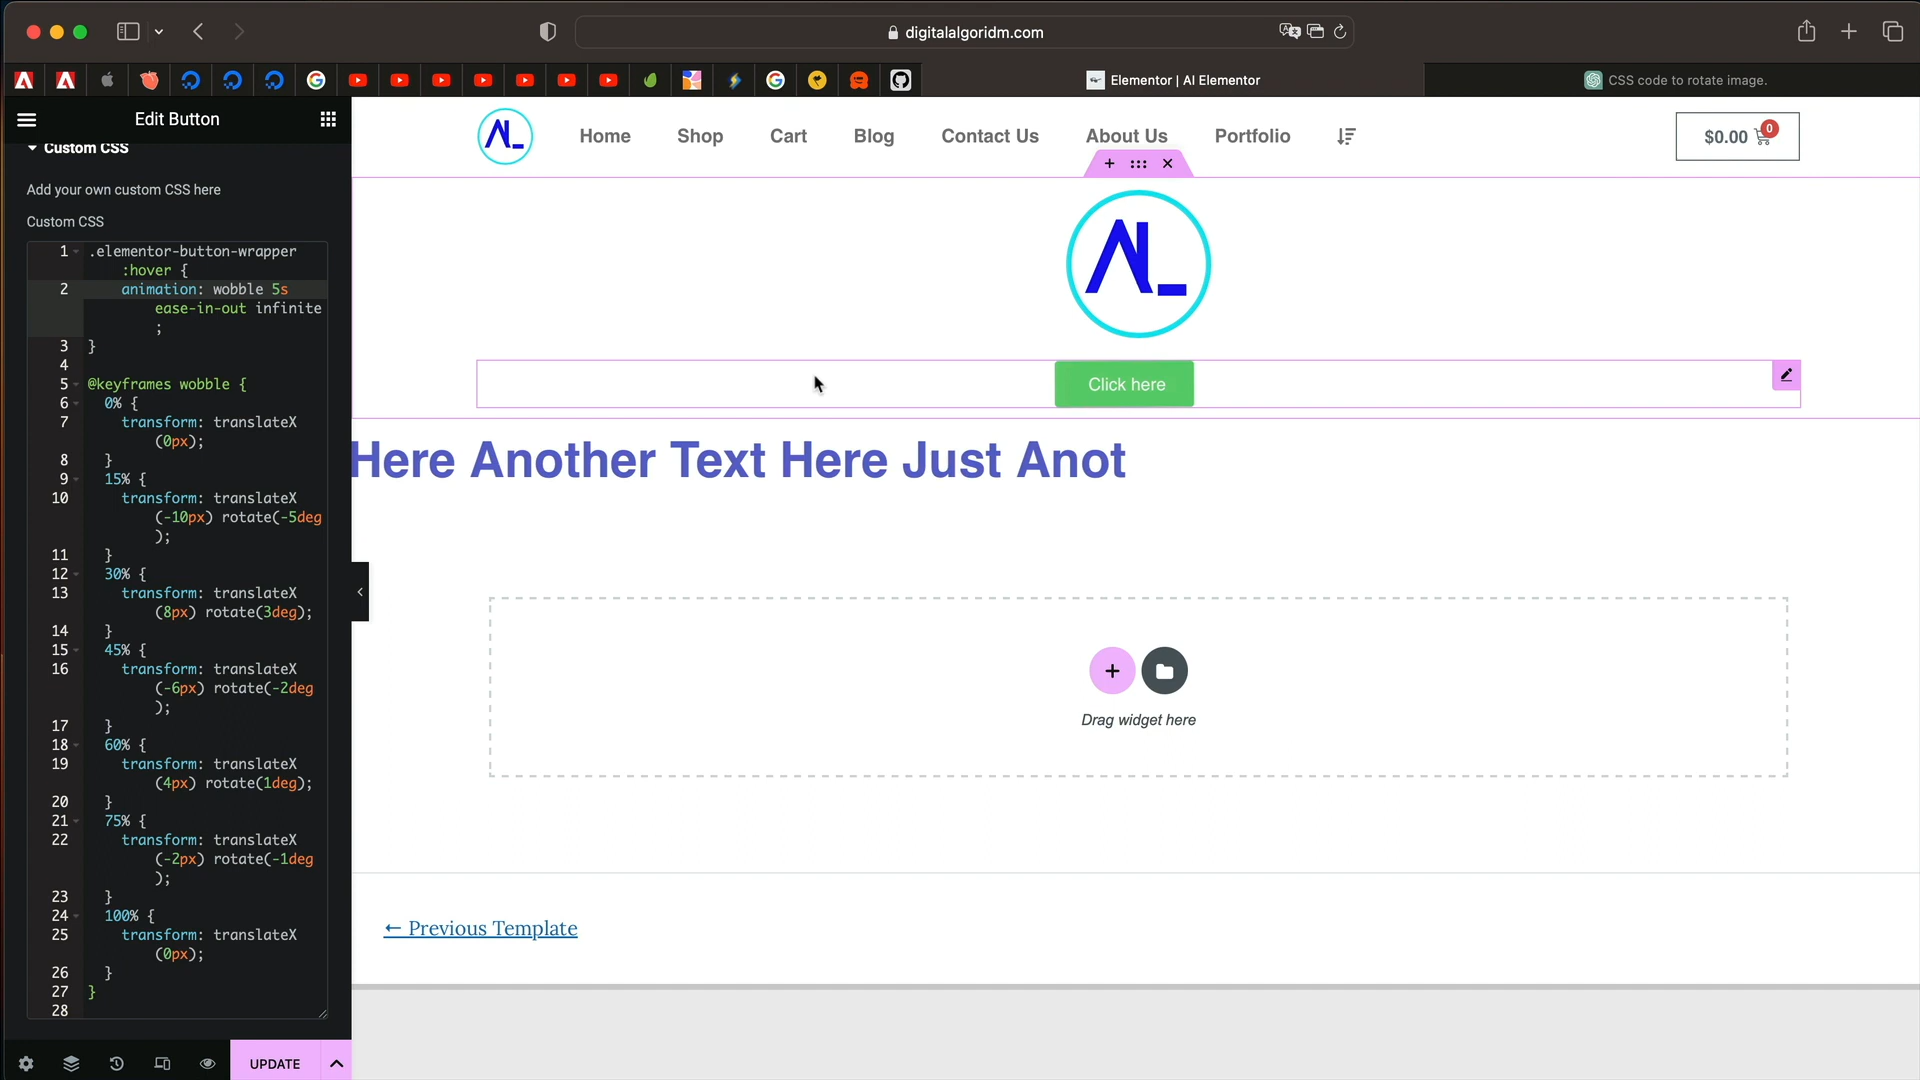 digitalalgoridm.com
Elementor | AI Elementor
CSS code to rotate image.
Edit Button
Custom CSS
Add your own custom CSS here
Custom CSS
1 .elementor-button-wrapper
:hover {
2 animation: wobble 5s
ease-in-out infinite
;
3 }
4
5 @keyframes wobble {
6 0% {
7 transform: translateX
(0px);
8 }
9 15% {
10 transform: translateX
(-10px) rotate(-5deg
);
11 }
12 30% {
13 transform: translateX
(8px) rotate(3deg);
14 }
15 45% {
16 transform: translateX
(-6px) rotate(-2deg
);
17 }
18 60% {
19 transform: translateX
(4px) rotate(1deg);
20 }
21 75% {
22 transform: translateX
(-2px) rotate(-1deg
);
23 }
24 100% {
25 transform: translateX
(0px);
26 }
27 }
28
UPDATE
AL_
Home Shop Cart Blog Contact Us About Us Portfolio
$0.00 0
AL_
Click here
Here Another Text Here Just Anot
Drag widget here
← Previous Template